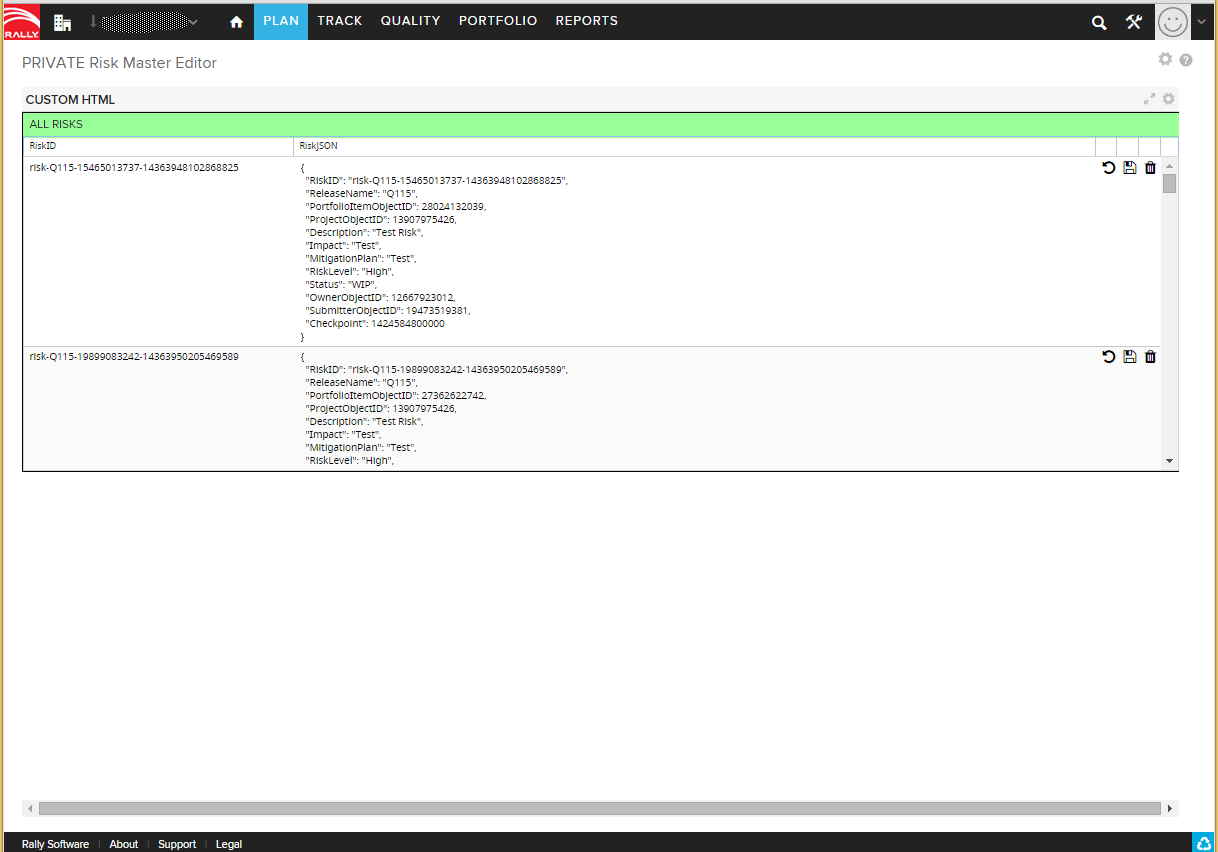 RALLY
PLAN TRACK QUALITY PORTFOLIO REPORTS
PRIVATE Risk Master Editor
CUSTOM HTML
ALL RISKS
RiskID RiskJSON
risk-Q115-15465013737-14363948102868825
{
"RiskID": "risk-Q115-15465013737-14363948102868825",
"ReleaseName": "Q115",
"PortfolioItemObjectID": 28024132039,
"ProjectObjectID": 13907975426,
"Description": "Test Risk",
"Impact": "Test",
"MitigationPlan": "Test",
"RiskLevel": "High",
"Status": "WIP",
"OwnerObjectID": 12667923012,
"SubmitterObjectID": 19473519381,
"Checkpoint": 1424584800000
}
risk-Q115-19899083242-14363950205469589
{
"RiskID": "risk-Q115-19899083242-14363950205469589",
"ReleaseName": "Q115",
"PortfolioItemObjectID": 27362622742,
"ProjectObjectID": 13907975426,
"Description": "Test Risk",
"Impact": "Test",
"MitigationPlan": "Test",
"RiskLevel": "High",
Rally Software About Support Legal